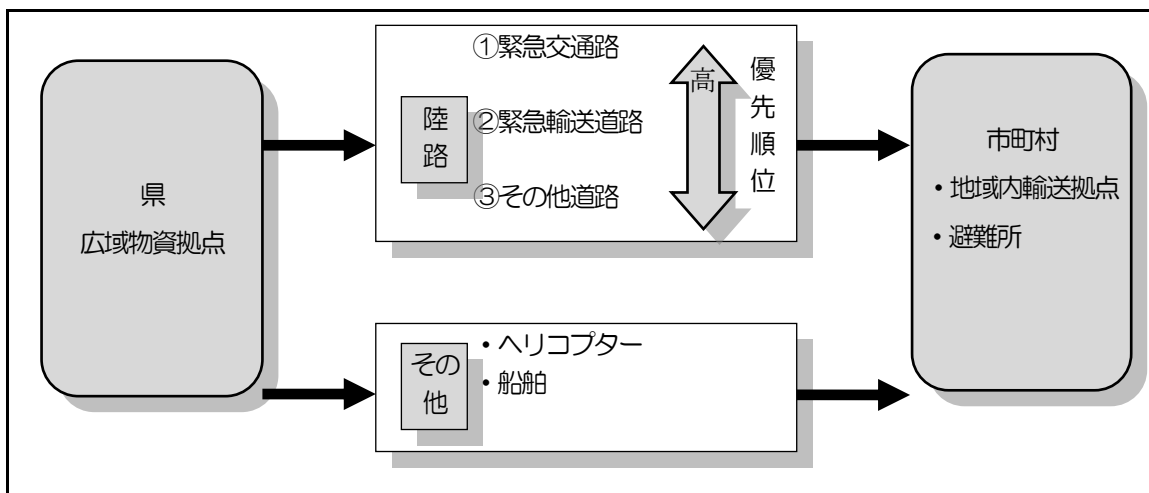 県
広域物資拠点
陸路
①緊急交通路
②緊急輸送道路
③その他道路
高
優先順位
その他
・ヘリコプター
・船舶
市町村
・地域内輸送拠点
・避難所